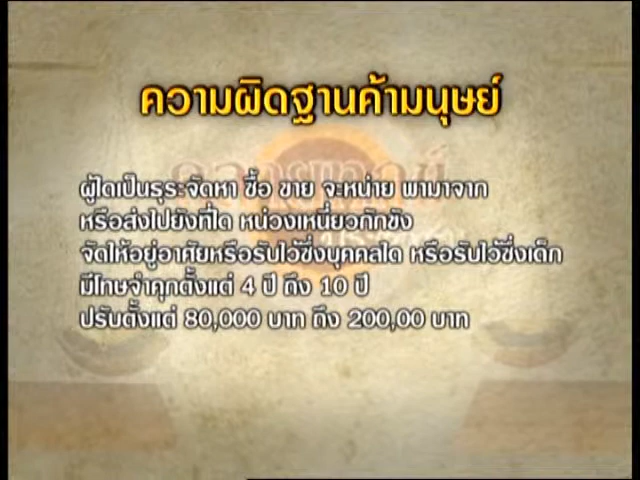 ความผิดฐานค้ามนุษย์
ผู้ใดเป็นธุระจัดหา ซื้อ ขาย จะหน่าย พามาจาก
หรือส่งไปยังที่ใด หน่วงเหนี่ยวกักขัง
จัดให้อยู่อาศัยหรือรับไว้ซึ่งบุคคลใด หรือรับไว้ซึ่งเด็ก
มีโทษจำคุกตั้งแต่ 4 ปี ถึง 10 ปี
ปรับตั้งแต่ 80,000 บาท ถึง 200,00 บาท